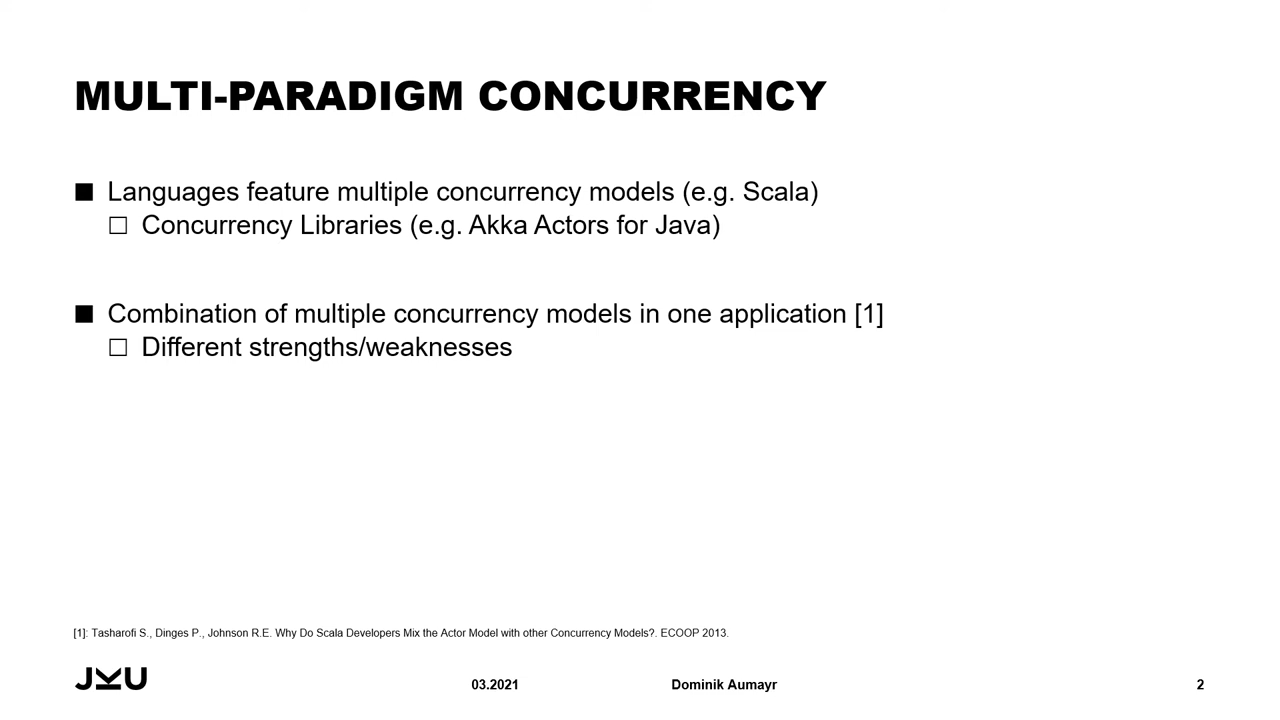 MULTI-PARADIGM CONCURRENCY
Languages feature multiple concurrency models (e.g. Scala)
Concurrency Libraries (e.g. Akka Actors for Java)
Combination of multiple concurrency models in one application [1]
Different strengths/weaknesses
[1]: Tasharofi S., Dinges P., Johnson R.E. Why Do Scala Developers Mix the Actor Model with other Concurrency Models?. ECOOP 2013.
JKU
03.2021
Dominik Aumayr
2